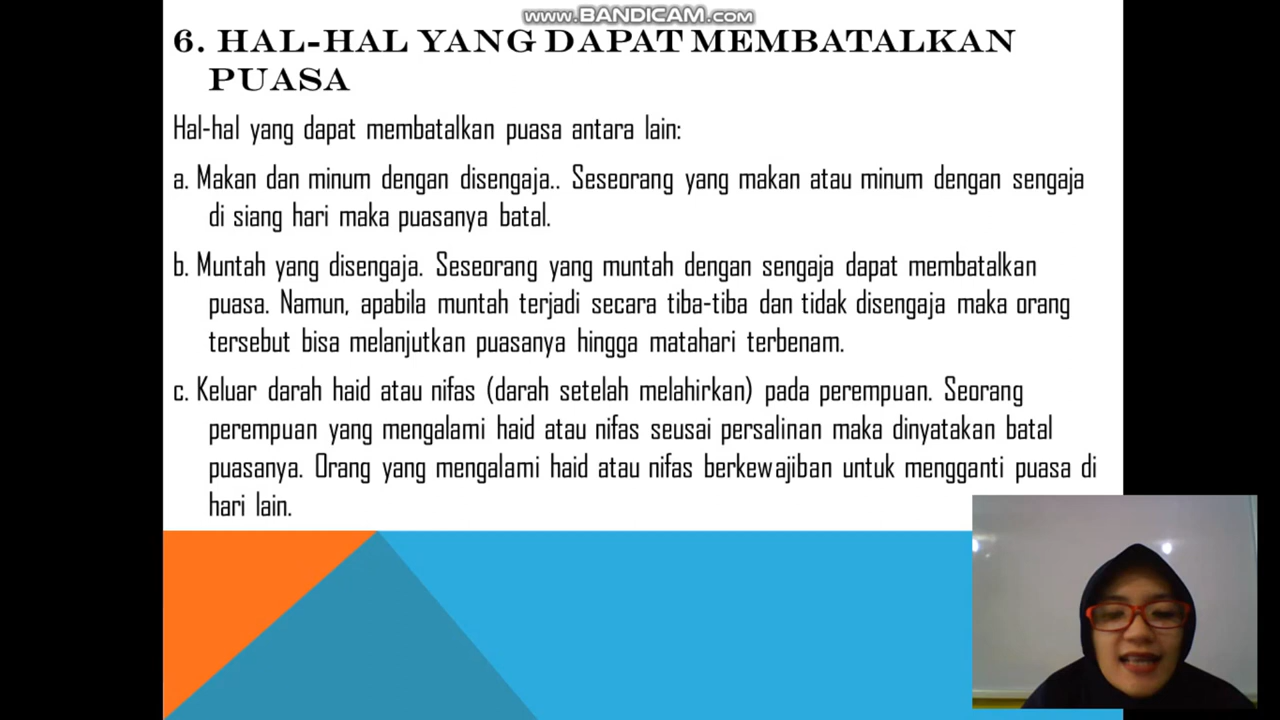 www.BANDICAM.com
6. HAL-HAL YANG DAPAT MEMBATALKAN
PUASA
Hal-hal yang dapat membatalkan puasa antara lain:
a. Makan dan minum dengan disengaja.. Seseorang yang makan atau minum dengan sengaja
di siang hari maka puasanya batal.
b. Muntah yang disengaja. Seseorang yang muntah dengan sengaja dapat membatalkan
puasa. Namun, apabila muntah terjadi secara tiba-tiba dan tidak disengaja maka orang
tersebut bisa melanjutkan puasanya hingga matahari terbenam.
c. Keluar darah haid atau nifas (darah setelah melahirkan) pada perempuan. Seorang
perempuan yang mengalami haid atau nifas seusai persalinan maka dinyatakan batal
puasanya. Orang yang mengalami haid atau nifas berkewajiban untuk mengganti puasa di
hari lain.